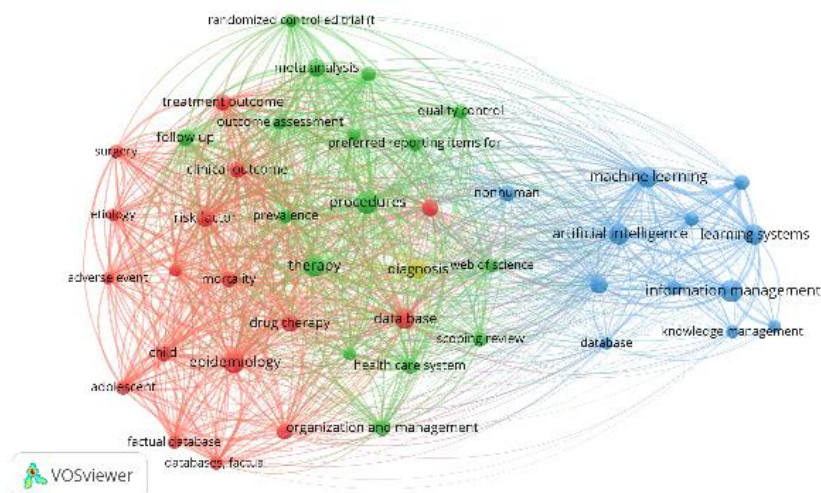 randomized controlled trial (t
meta analysis
treatment outcome
quality control
outcome assessment
follow up
preferred reporting items for
surgery
clinical outcome
machine learning
nonhuman
procedures
etiology
risk factor
prevalence
artificial intelligence
learning systems
therapy
diagnosis
web of science
adverse event
mortality
information management
drug therapy
data base
knowledge management
scoping review
database
child
epidemiology
health care system
adolescent
organization and management
factual database
databases, factua
VOSviewer